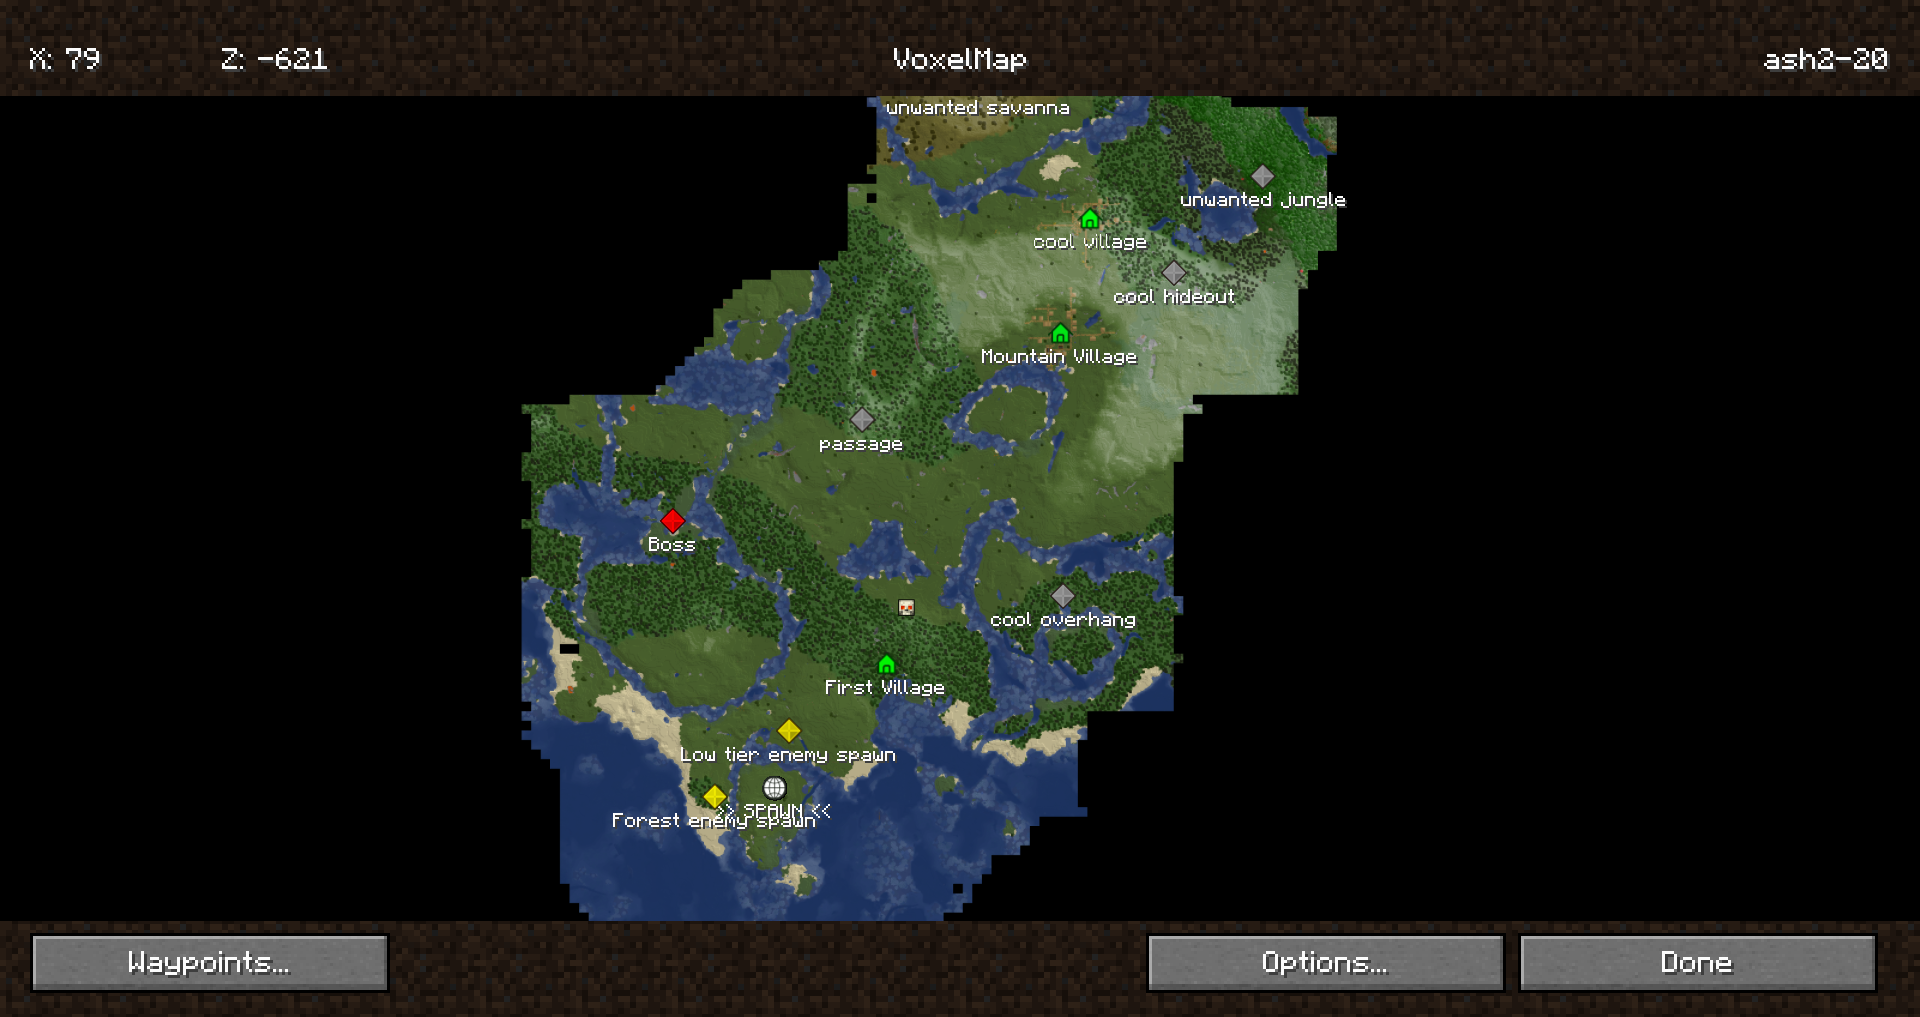 X: 79 Z: -621 VoxelMap ash2-20
unwanted savanna
unwanted jungle
cool village
cool hideout
Mountain Village
passage
Boss
cool overhang
First Village
Low tier enemy spawn
>> SPAWN <<
Forest enemy spawn
Waypoints... Options... Done